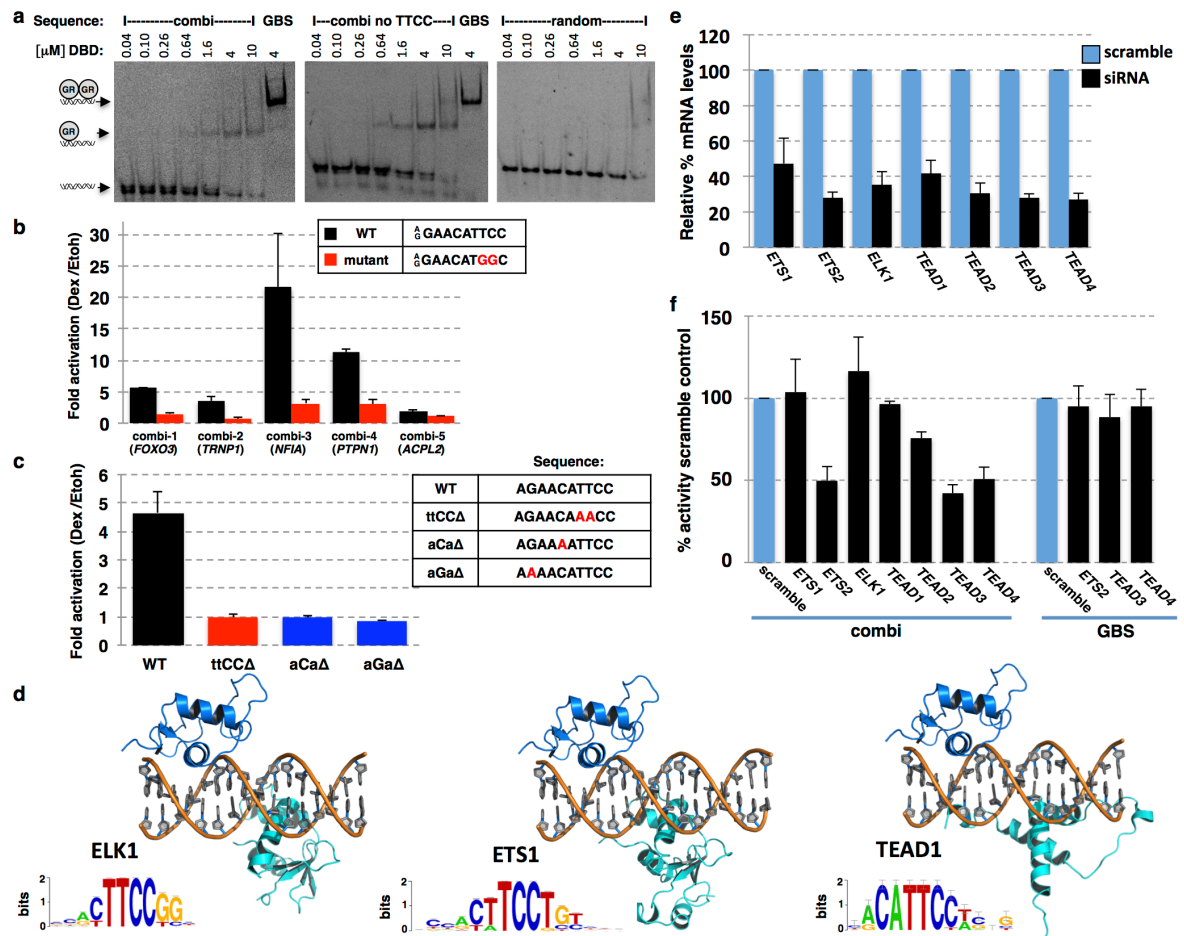 a
Sequence: I----------combi--------I GBS I---combi no TTCC----I GBS I----------random---------I
[µM] DBD: 0.04 0.10 0.26 0.64 1.6 4 10 4 0.04 0.10 0.26 0.64 1.6 4 10 4 0.04 0.10 0.26 0.64 1.6 4 10
GR GR
GR
b
Fold activation (Dex /Etoh)
30
25
20
15
10
5
0
WT A/G GAACATTCC
mutant A/G GAACATGGC
combi-1 combi-2 combi-3 combi-4 combi-5
(FOXO3) (TRNP1) (NFIA) (PTPN1) (ACPL2)
c
Fold activation (Dex /Etoh)
6
5
4
3
2
1
0
WT ttCCΔ aCaΔ aGaΔ
Sequence:
WT AGAACATTCC
ttCCΔ AGAACAAACC
aCaΔ AGAAAATTCC
aGaΔ AAAACATTCC
d
ELK1
bits
2
1
0
CTTCCGG
ETS1
bits
2
1
0
ACTTCCTGT
TEAD1
bits
2
1
0
ACATTCCT
e
Relative % mRNA levels
120
100
80
60
40
20
0
scramble
siRNA
ETS1 ETS2 ELK1 TEAD1 TEAD2 TEAD3 TEAD4
f
% activity scramble control
150
100
50
0
scramble ETS1 ETS2 ELK1 TEAD1 TEAD2 TEAD3 TEAD4 scramble ETS2 TEAD3 TEAD4
combi GBS